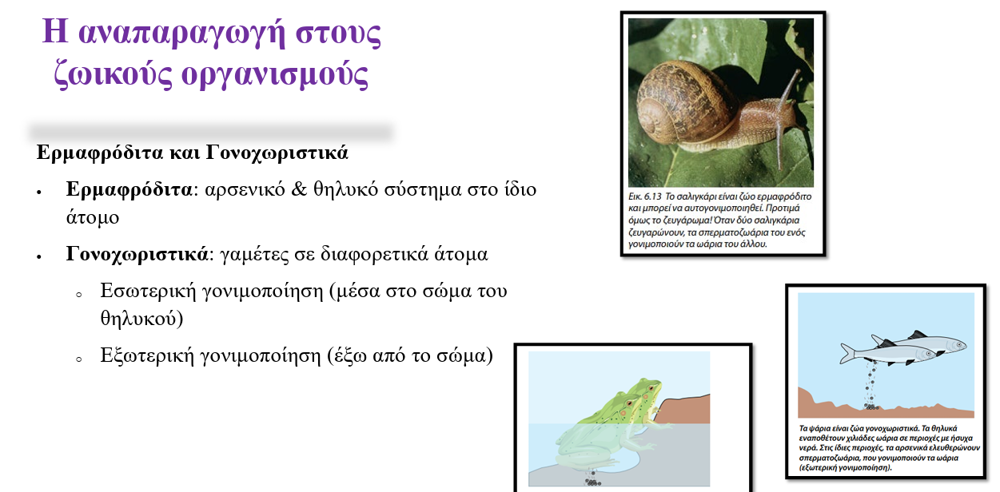 Η αναπαραγωγή στους
ζωικούς οργανισμούς
Ερμαφρόδιτα και Γονοχωριστικά
• Ερμαφρόδιτα: αρσενικό & θηλυκό σύστημα στο ίδιο
άτομο
• Γονοχωριστικά: γαμέτες σε διαφορετικά άτομα
○ Εσωτερική γονιμοποίηση (μέσα στο σώμα του
θηλυκού)
○ Εξωτερική γονιμοποίηση (έξω από το σώμα)
Εικ. 6.13 Το σαλιγκάρι είναι ζώο ερμαφρόδιτο
και μπορεί να αυτογονιμοποιηθεί. Προτιμά
όμως το ζευγάρωμα! Όταν δύο σαλιγκάρια
ζευγαρώνουν, τα σπερματοζωάρια του ενός
γονιμοποιούν τα ωάρια του άλλου.
Τα ψάρια είναι ζώα γονοχωριστικά. Τα θηλυκά
εναποθέτουν χιλιάδες ωάρια σε περιοχές με ήσυχα
νερά. Στις ίδιες περιοχές, τα αρσενικά ελευθερώνουν
σπερματοζωάρια, που γονιμοποιούν τα ωάρια
(εξωτερική γονιμοποίηση).